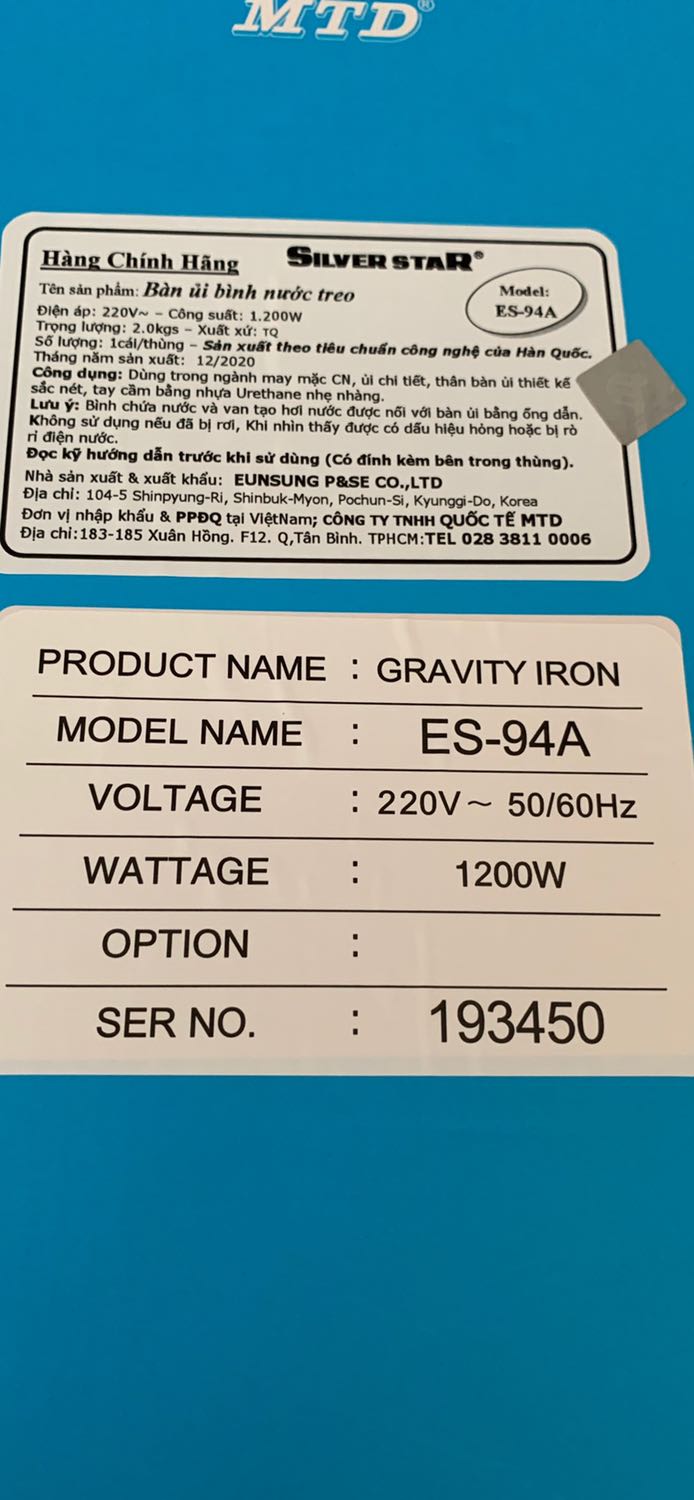 MTD®
Hàng Chính Hãng
SILVER STAR®
Tên sản phẩm: Bàn ủi bình nước treo
Model:
ES-94A
Điện áp: 220V~ – Công suất: 1.200W
Trọng lượng: 2.0kgs – Xuất xứ: TQ
Số lượng: 1cái/thùng – Sản xuất theo tiêu chuẩn công nghệ của Hàn Quốc.
Tháng năm sản xuất: 12/2020
Công dụng: Dùng trong ngành may mặc CN, ủi chi tiết, thân bàn ủi thiết kế
sắc nét, tay cầm bằng nhựa Urethane nhẹ nhàng.
Lưu ý: Bình chứa nước và van tạo hơi nước được nối với bàn ủi bằng ống dẫn.
Không sử dụng nếu đã bị rơi, Khi nhìn thấy được có dấu hiệu hỏng hoặc bị rò
rỉ điện nước.
Đọc kỹ hướng dẫn trước khi sử dụng (Có đính kèm bên trong thùng).
Nhà sản xuất & xuất khẩu: EUNSUNG P&SE CO.,LTD
Địa chỉ: 104-5 Shinpyung-Ri, Shinbuk-Myon, Pochun-Si, Kyunggi-Do, Korea
Đơn vị nhập khẩu & PPĐQ tại ViệtNam; CÔNG TY TNHH QUỐC TẾ MTD
Địa chỉ:183-185 Xuân Hồng. F12. Q,Tân Bình. TPHCM:TEL 028 3811 0006
PRODUCT NAME : GRAVITY IRON
MODEL NAME : ES-94A
VOLTAGE : 220V~ 50/60Hz
WATTAGE : 1200W
OPTION :
SER NO. : 193450